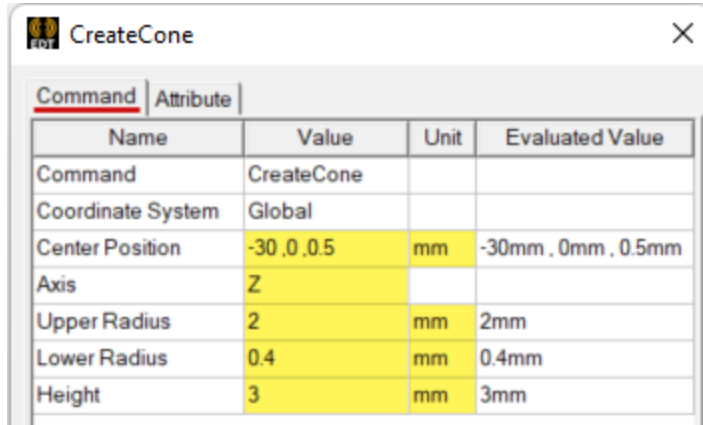 EDT CreateCone
Command Attribute
Name Value Unit Evaluated Value
Command CreateCone
Coordinate System Global
Center Position -30 ,0 ,0.5 mm -30mm , 0mm , 0.5mm
Axis Z
Upper Radius 2 mm 2mm
Lower Radius 0.4 mm 0.4mm
Height 3 mm 3mm